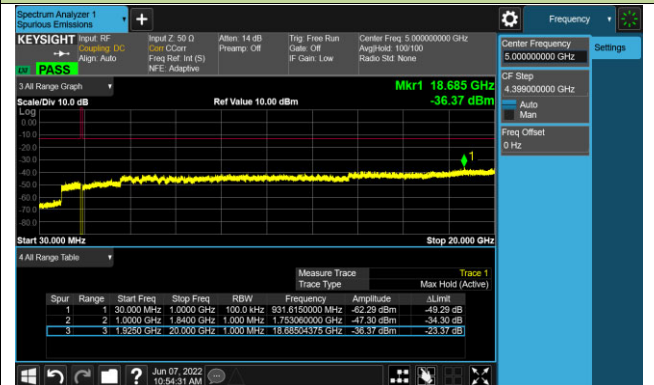 Spectrum Analyzer 1
Spurious Emissions
Frequency
KEYSIGHT
Input: RF
Coupling: DC
Align: Auto
Input Z: 50 Ω
Corr CCorr
Freq Ref: Int (S)
NFE: Adaptive
Atten: 14 dB
Preamp: Off
Trig: Free Run
Gate: Off
IF Gain: Low
Center Freq: 5.000000000 GHz
Avg|Hold: 100/100
Radio Std: None
PASS
Center Frequency
5.000000000 GHz
Settings
CF Step
4.399000000 GHz
Auto
Man
Freq Offset
0 Hz
3 All Range Graph
Mkr1 18.685 GHz
Scale/Div 10.0 dB
Ref Value 10.00 dBm
-36.37 dBm
Log
0.00
-10.0
-20.0
-30.0
-40.0
-50.0
-60.0
-70.0
-80.0
1
Start 30.000 MHz
Stop 20.000 GHz
4 All Range Table
Measure Trace Trace 1
Trace Type Max Hold (Active)
Spur Range Start Freq Stop Freq RBW Frequency Amplitude ΔLimit
1 1 30.000 MHz 1.0000 GHz 100.0 kHz 931.6150000 MHz -62.29 dBm -49.29 dB
2 2 1.0000 GHz 1.8400 GHz 1.000 MHz 1.753060000 GHz -47.30 dBm -34.30 dB
3 3 1.9250 GHz 20.000 GHz 1.000 MHz 18.68504375 GHz -36.37 dBm -23.37 dB
?
Jun 07, 2022
10:54:31 AM